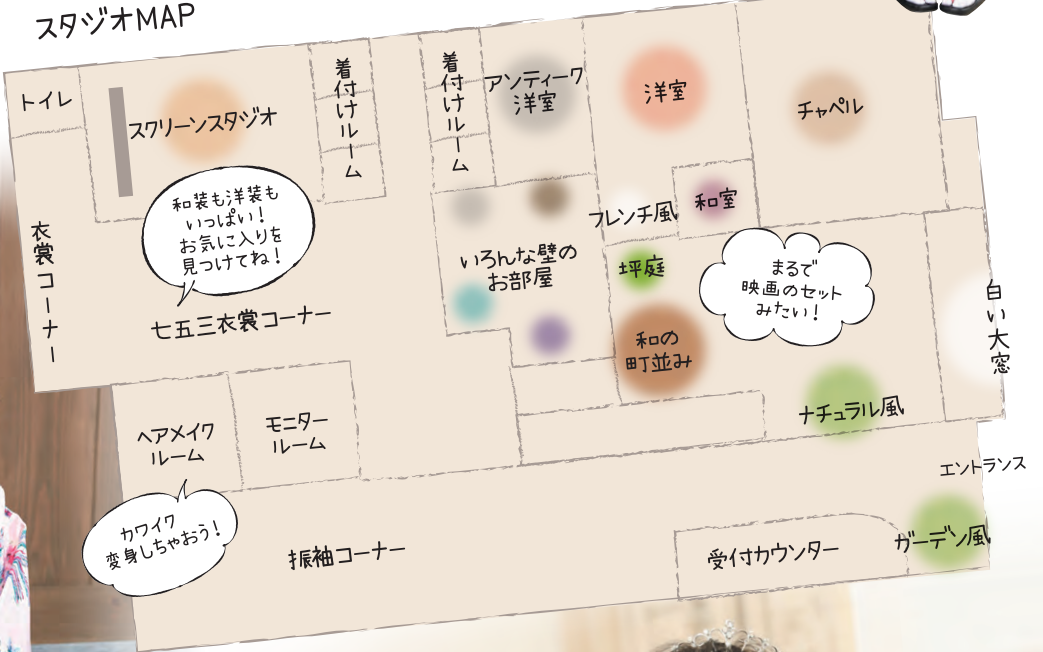 スタジオMAP
トイレ
スクリーンスタジオ
着付けルーム
着付けルーム
アンティーク
洋室
洋室
チャペル
和装も洋装も
いっぱい!
お気に入りを
見つけてね!
衣裳コーナー
七五三衣裳コーナー
いろんな壁の
お部屋
フレンチ風
和室
坪庭
和の
町並み
まるで
映画のセット
みたい!
白い大窓
ナチュラル風
ヘアメイク
ルーム
モニター
ルーム
エントランス
カワイク
変身しちゃおう!
振袖コーナー
受付カウンター
ガーデン風